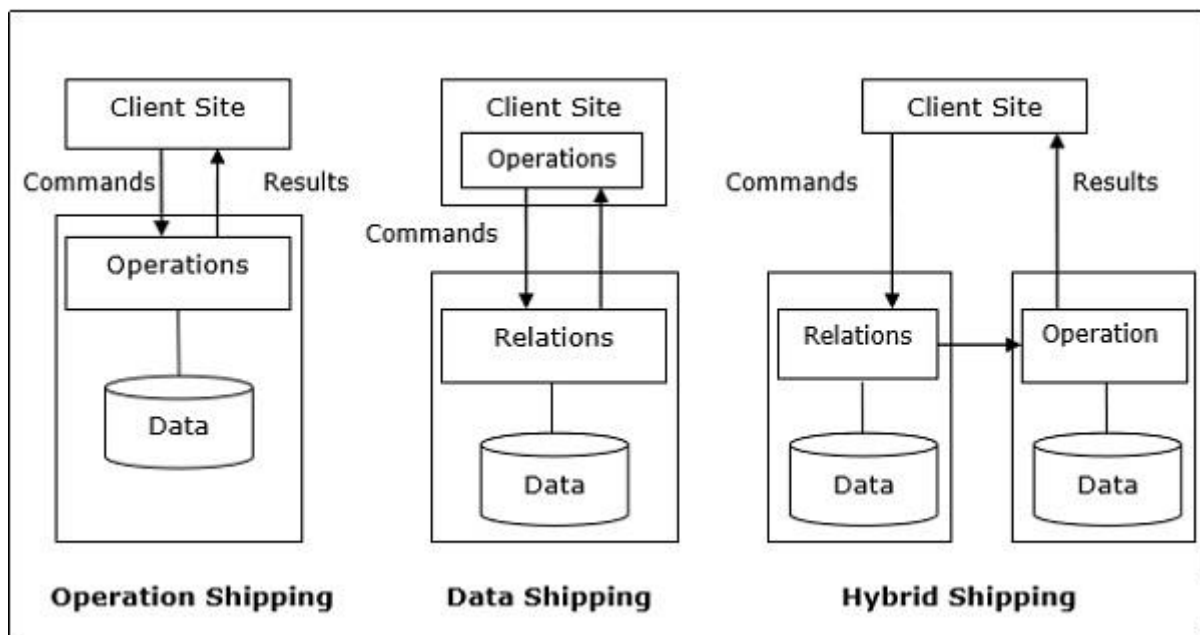 Client Site
Commands
Results
Operations
Data
Operation Shipping
Client Site
Operations
Commands
Relations
Data
Data Shipping
Client Site
Commands
Results
Relations
Operation
Data
Data
Hybrid Shipping